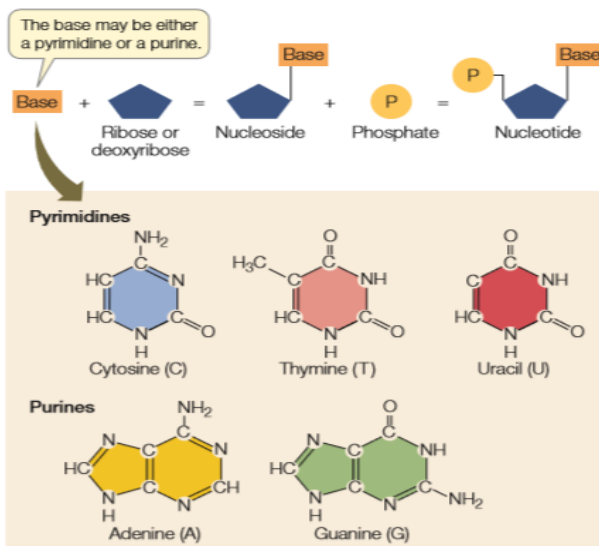 The base may be either
a pyrimidine or a purine.
Base + Ribose or deoxyribose = Base Nucleoside + P Phosphate = P Base Nucleotide
Pyrimidines
NH₂
C
HC N
HC C
N O
H
Cytosine (C)
O
H₃C C
C NH
HC C
N O
H
Thymine (T)
O
C
C NH
HC C
N O
H
Uracil (U)
Purines
NH₂
N C
C N
HC
C CH
N N
H
Adenine (A)
O
N C
C NH
HC
C C
N N NH₂
H
Guanine (G)